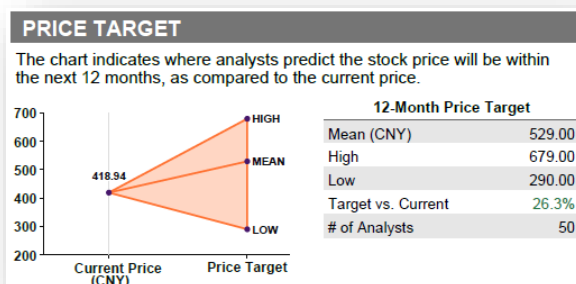 PRICE TARGET
The chart indicates where analysts predict the stock price will be within
the next 12 months, as compared to the current price.
700
600
500
400
300
200
418.94
HIGH
MEAN
LOW
Current Price
(CNY)
Price Target
12-Month Price Target
Mean (CNY) 529.00
High 679.00
Low 290.00
Target vs. Current 26.3%
# of Analysts 50